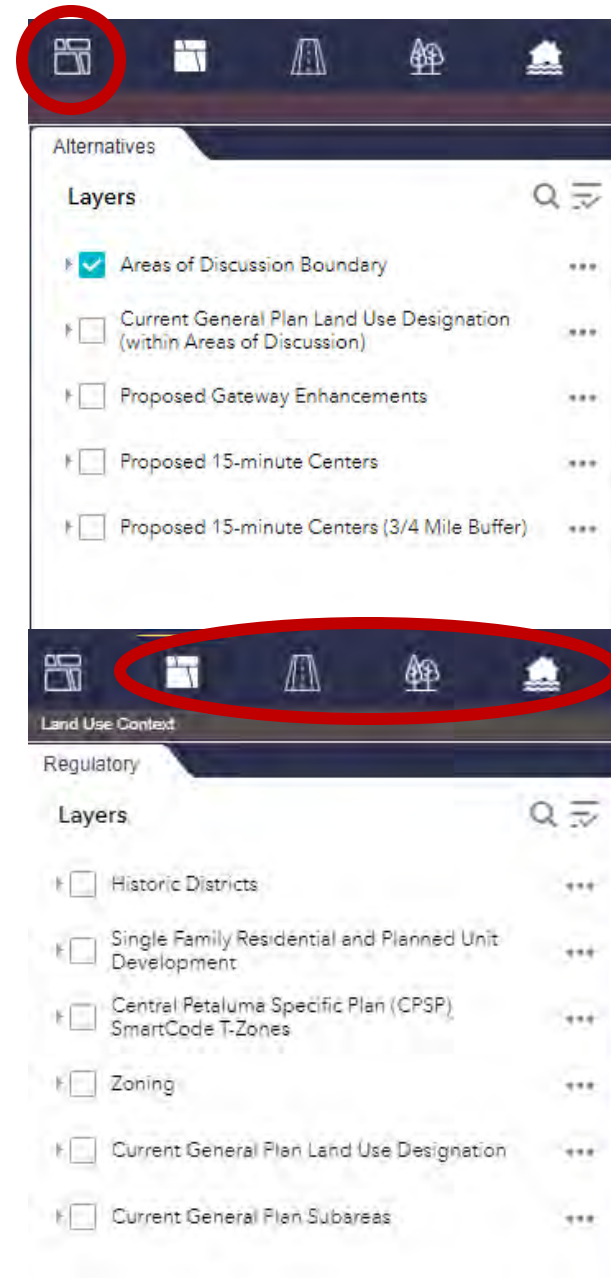 Alternatives
Layers
Areas of Discussion Boundary
Current General Plan Land Use Designation
(within Areas of Discussion)
Proposed Gateway Enhancements
Proposed 15-minute Centers
Proposed 15-minute Centers (3/4 Mile Buffer)
Land Use Context
Regulatory
Layers
Historic Districts
Single Family Residential and Planned Unit
Development
Central Petaluma Specific Plan (CPSP)
SmartCode T-Zones
Zoning
Current General Plan Land Use Designation
Current General Plan Subareas